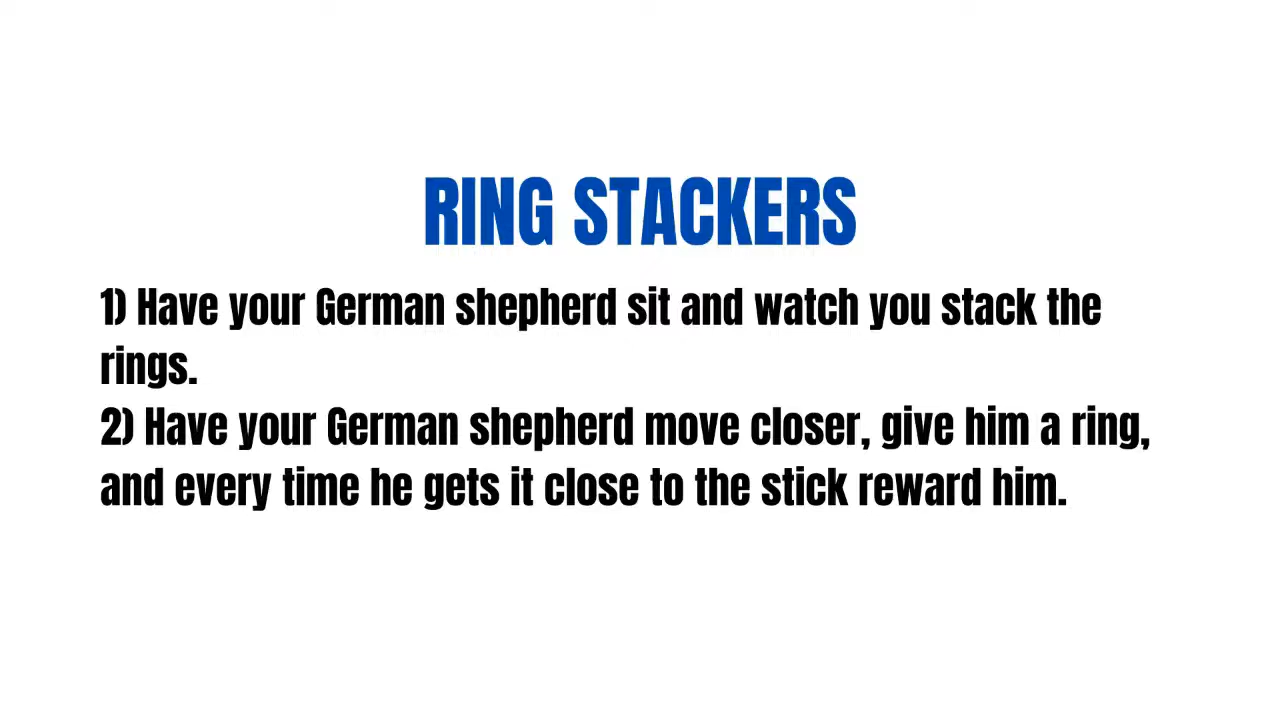 RING STACKERS
1) Have your German shepherd sit and watch you stack the
rings.
2) Have your German shepherd move closer, give him a ring,
and every time he gets it close to the stick reward him.